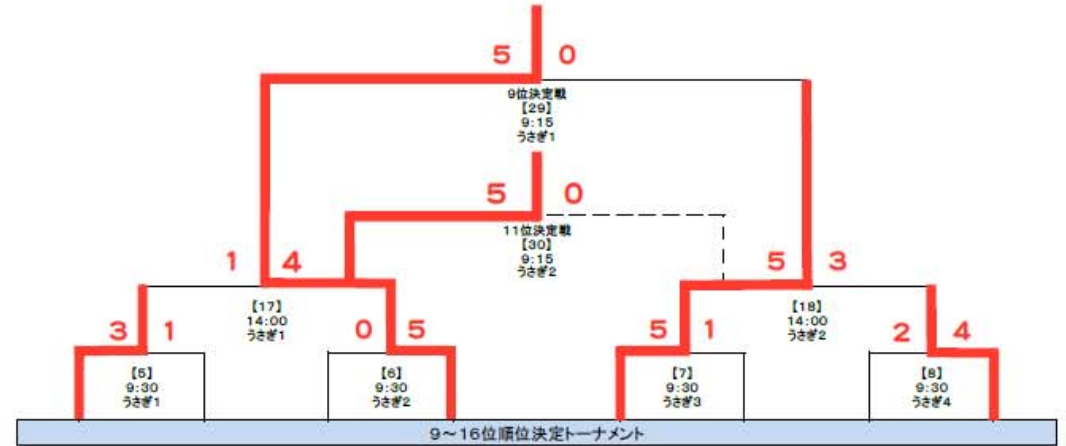 5 0
9位決定戦
【29】
9:15
うさぎ1
5 0
11位決定戦
【30】
9:15
うさぎ2
1 4
5 3
【17】
14:00
うさぎ1
【18】
14:00
うさぎ2
3 1
0 5
5 1
2 4
【5】
9:30
うさぎ1
【6】
9:30
うさぎ2
【7】
9:30
うさぎ3
【8】
9:30
うさぎ4
9～16位順位決定トーナメント